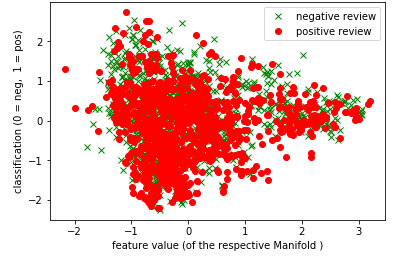 negative review
positive review
classification (0 = neg,  1 = pos)
2
1
0
−1
−2
−2
−1
0
1
2
3
feature value (of the respective Manifold )